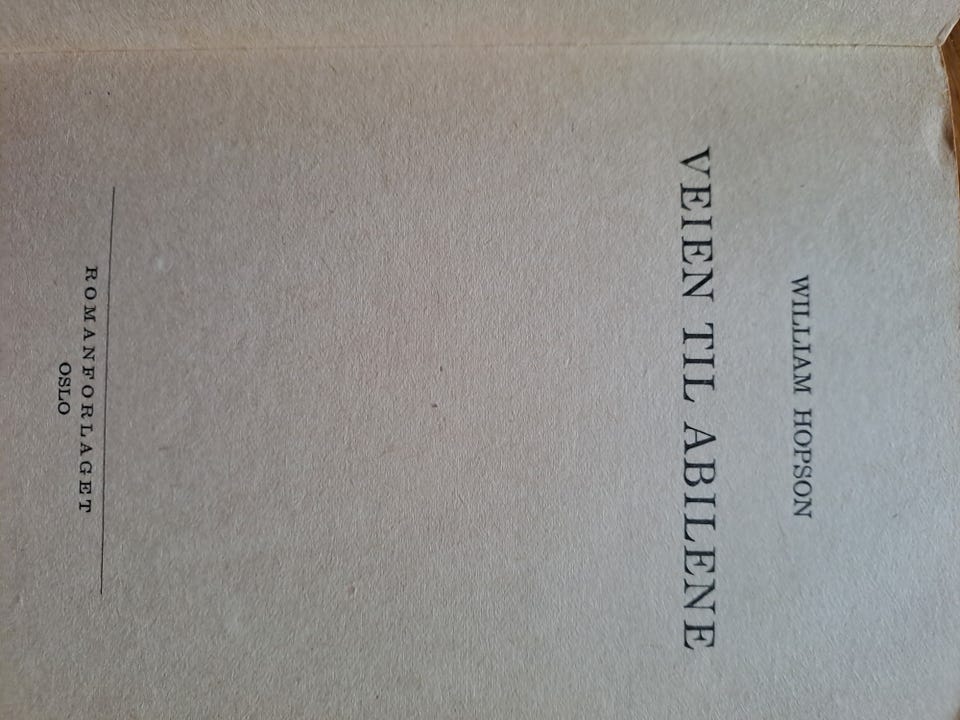 WILLIAM HOPSON
VEIEN TIL ABILENE
ROMANFORLAGET
OSLO